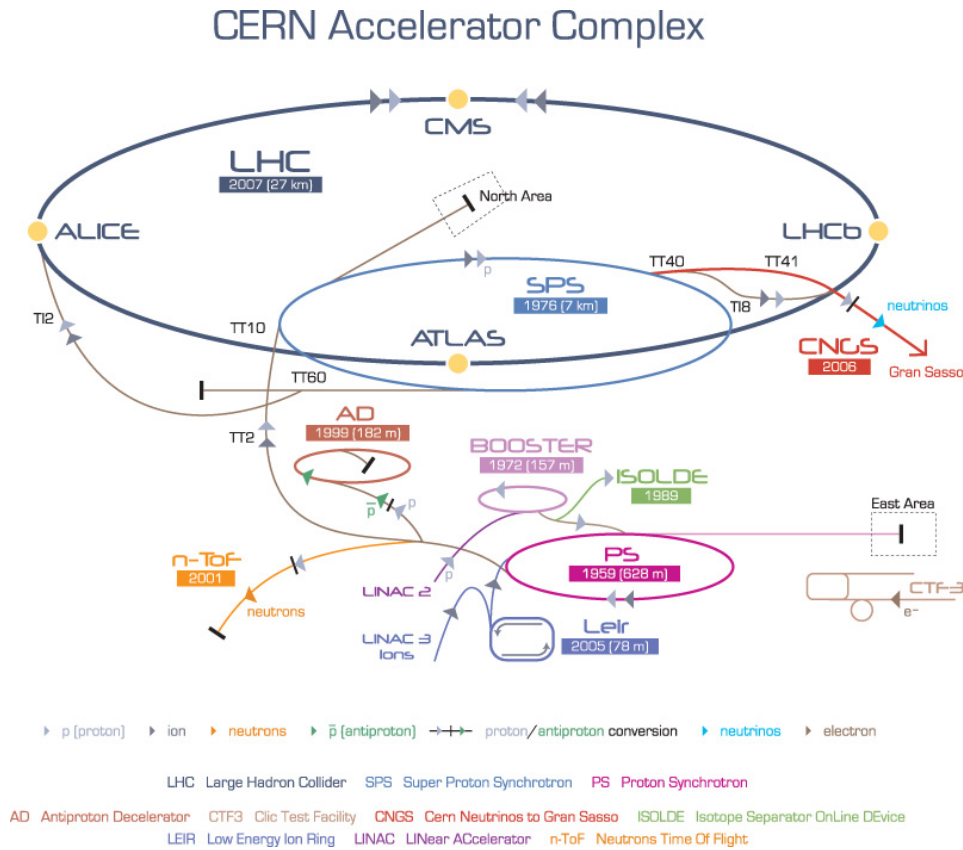 CERN Accelerator Complex
CMS
LHC
2007 (27 km)
North Area
ALICE
LHCb
TT40
TT41
p
SPS
1976 (7 km)
TI8
neutrinos
TI2
TT10
ATLAS
CNGS
2006
Gran Sasso
TT60
AD
1999 (182 m)
TT2
BOOSTER
1972 (157 m)
ISOLDE
1989
p̅
p
East Area
n-ToF
2001
p
PS
1959 (628 m)
LINAC 2
neutrons
CTF-3
e-
LINAC 3
Ions
Leir
2005 (78 m)
p (proton) ion neutrons p̅ (antiproton) proton/antiproton conversion neutrinos electron
LHC Large Hadron Collider SPS Super Proton Synchrotron PS Proton Synchrotron
AD Antiproton Decelerator CTF3 Clic Test Facility CNGS Cern Neutrinos to Gran Sasso ISOLDE Isotope Separator OnLine DEvice
LEIR Low Energy Ion Ring LINAC LINear ACcelerator n-ToF Neutrons Time Of Flight